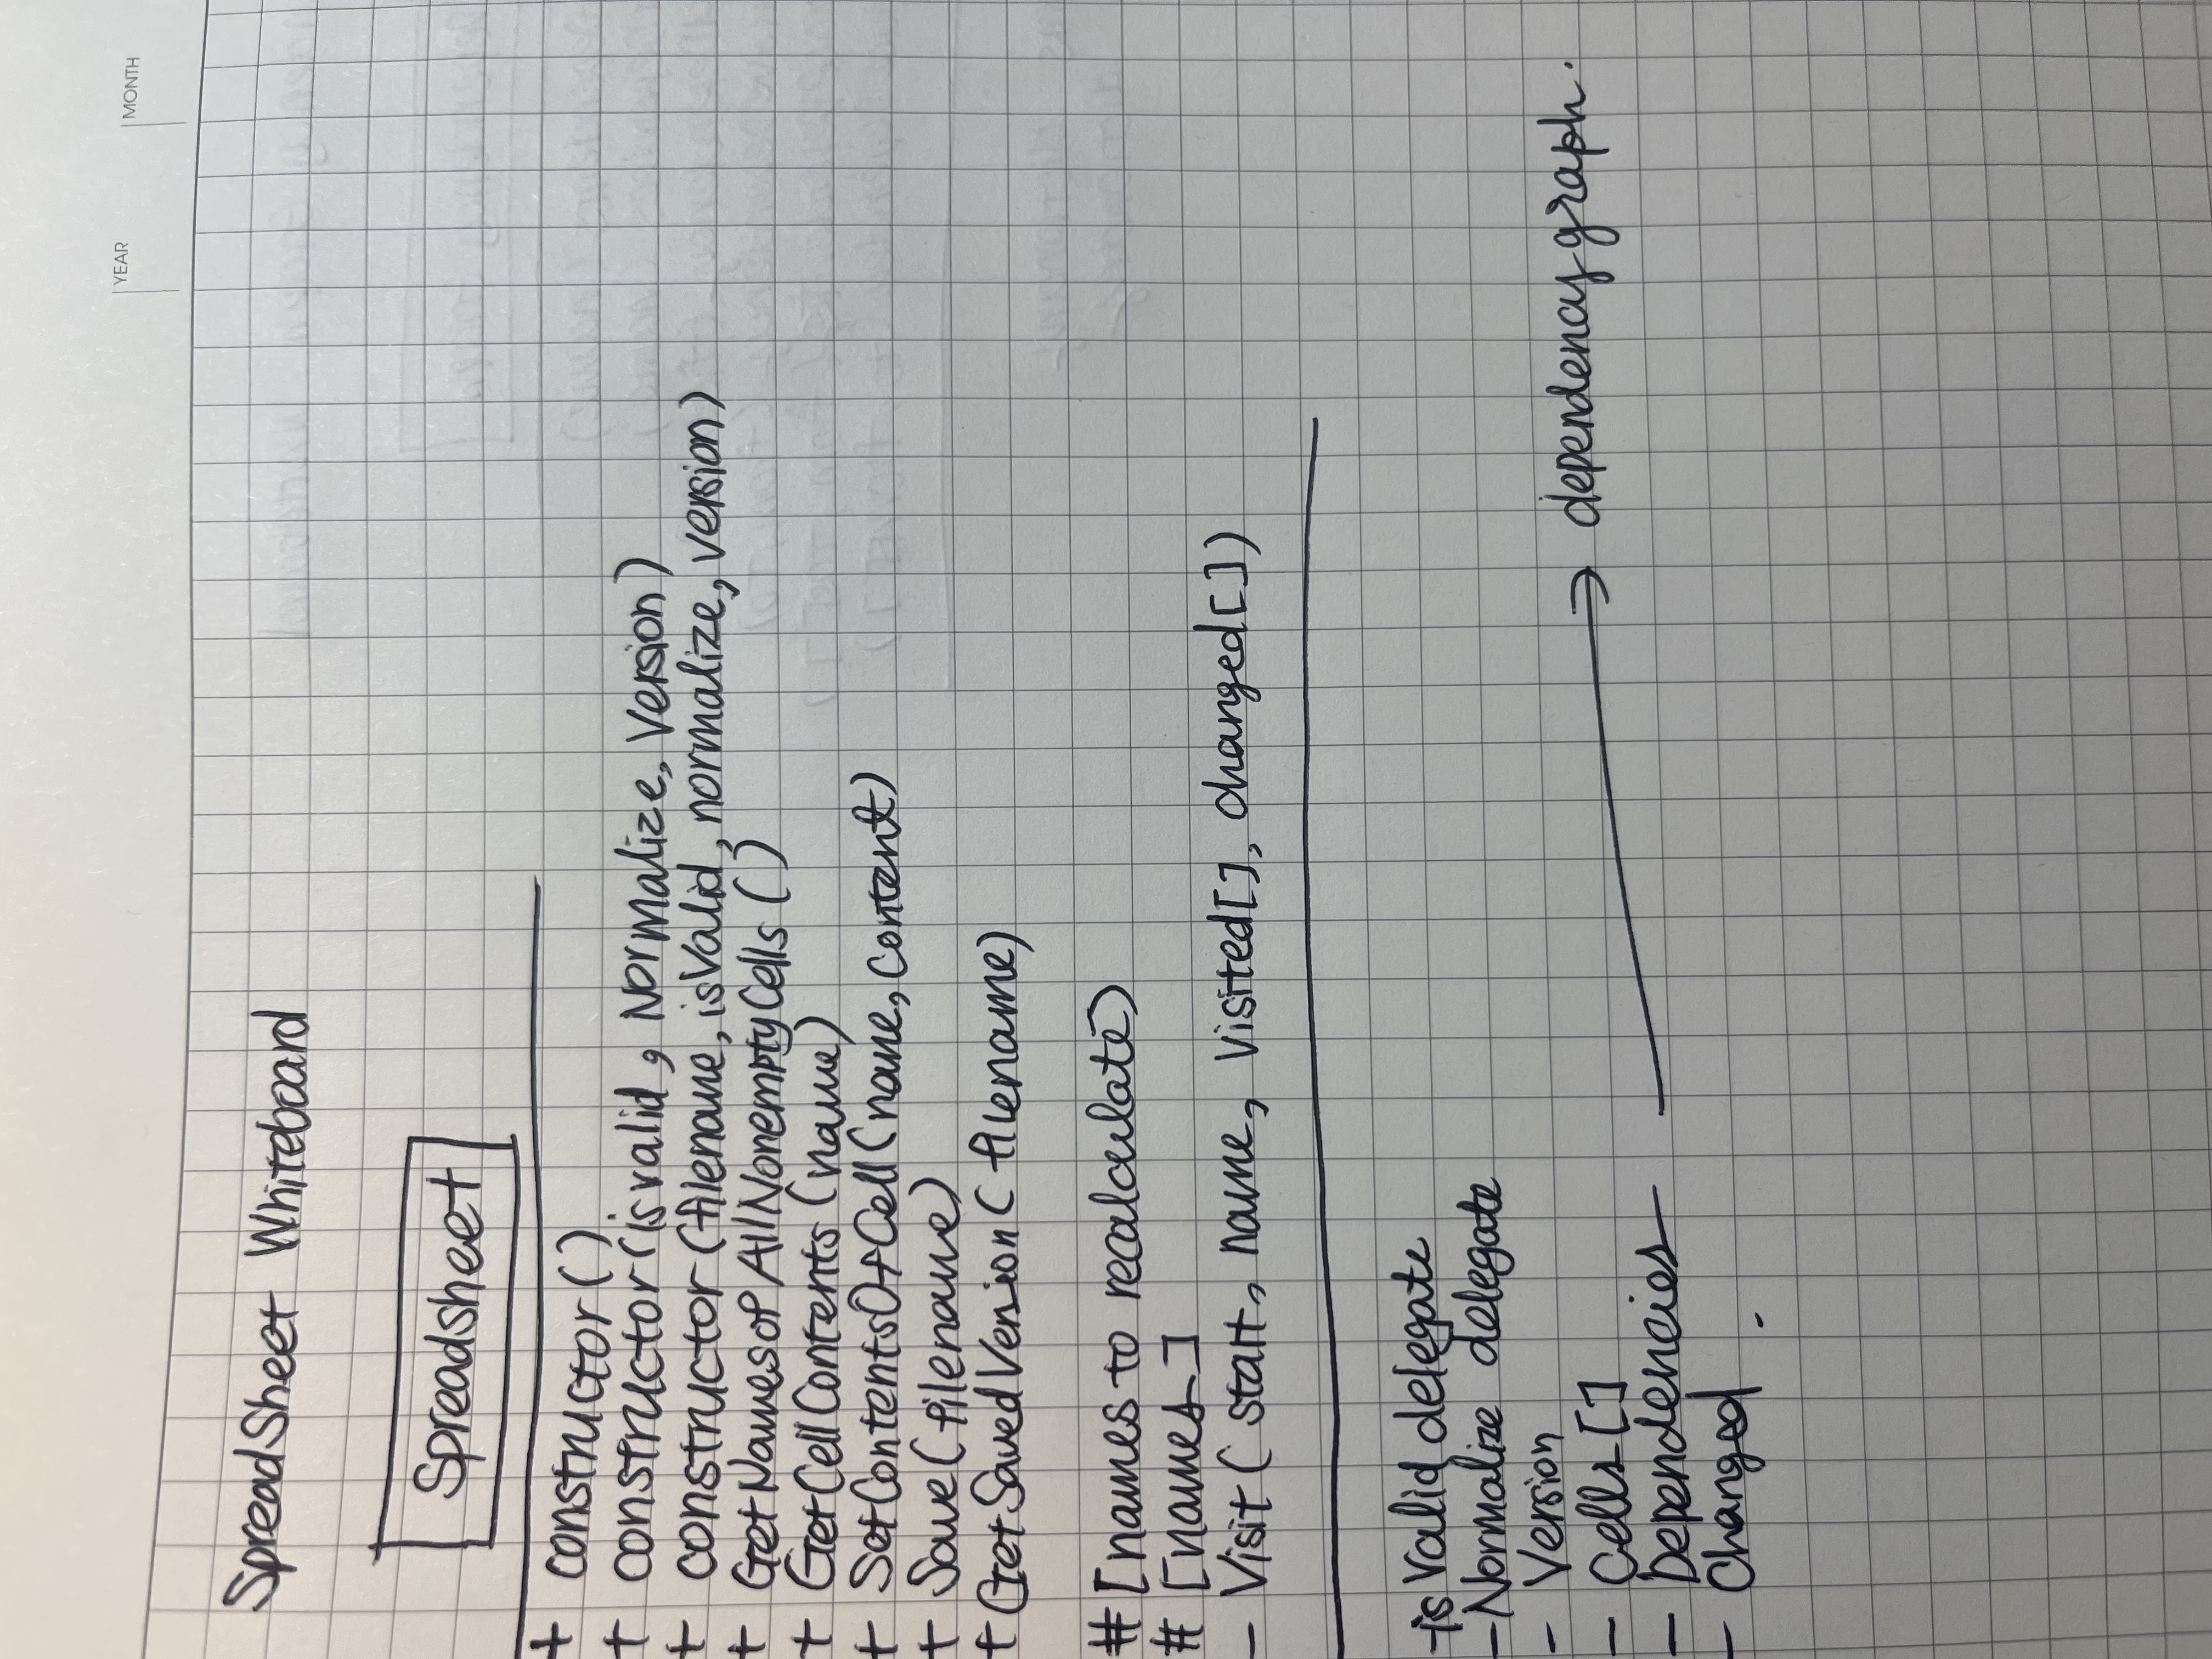 YEAR
MONTH
SpreadSheet Whiteboard
Spreadsheet
+ constructor().
+ constructor(isvalid, Normalize, Version)
+ constructor(filename, isValid, normalize, version)
+ GetNamesofAllNonemptyCells()
+ GetCellContents(name)
+ SetContentsOfCell(name, content)
+ Save(filename)
+ GetSavedVersion(filename)
# [names to recalculate)
# [names]
- Visit( start, name, Visited[], changed[])
- is Valid delegate
- Normalize delegate
- Version
- Cells[]
- Dependencies → dependency graph.
- Changed